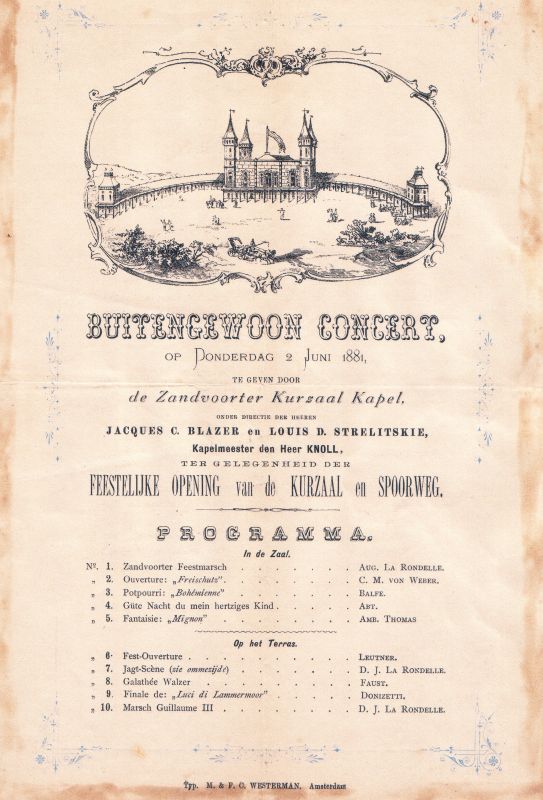 BUITENGEWOON CONCERT,
OP DONDERDAG 2 JUNI 1881,
TE GEVEN DOOR
de Zandvoorter Kurzaal Kapel,
ONDER DIRECTIE DER HEEREN
JACQUES C. BLAZER en LOUIS D. STRELITSKIE,
Kapelmeester den Heer KNOLL,
TER GELEGENHEID DER
FEESTELIJKE OPENING van de KURZAAL en SPOORWEG.
PROGRAMMA.
In de Zaal.
No. 1. Zandvoorter Feestmarsch . . . . . . . AUG. LA RONDELLE.
„ 2. Ouverture: „Freischutz“ . . . . . . . C. M. VON WEBER.
„ 3. Potpourri: „Bohémienne“ . . . . . . . BALFE.
„ 4. Güte Nacht du mein hertziges Kind . . . . . ABT.
„ 5. Fantaisie: „Mignon“ . . . . . . . . AMB. THOMAS
Op het Terras.
„ 6. Fest-Ouverture . . . . . . . . . LEUTNER.
„ 7. Jagt-Scène (zie ommezijde) . . . . . . . D. J. LA RONDELLE.
„ 8. Galathée Walzer . . . . . . . . FAUST.
„ 9. Finale de: „Luci di Lammermoor“ . . . . . DONIZETTI.
„ 10. Marsch Guillaume III . . . . . . . . D. J. LA RONDELLE.
Typ. M. & F. C. WESTERMAN. Amsterdam